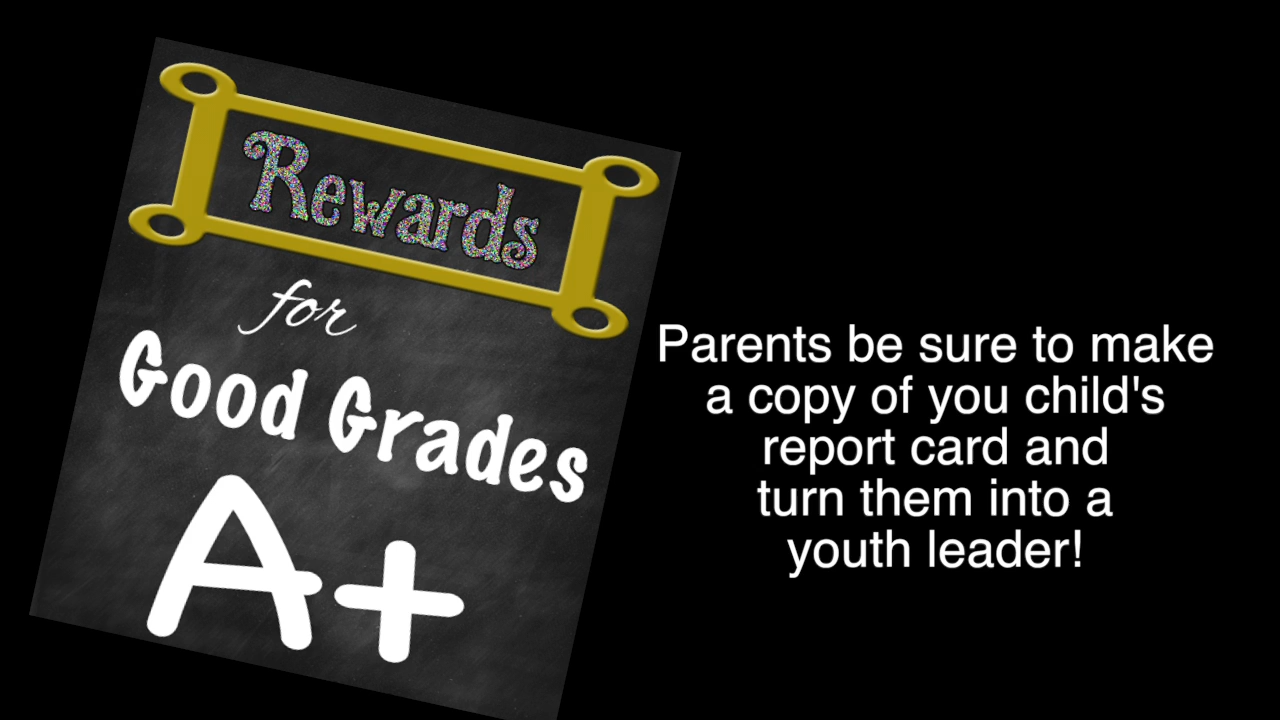 Rewards
for
Good Grades
A+
Parents be sure to make
a copy of you child's
report card and
turn them into a
youth leader!